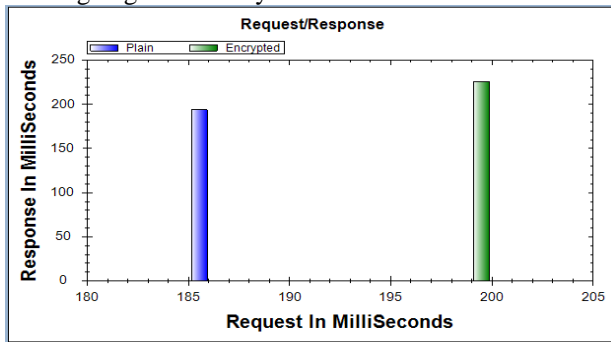 Request/Response
Plain Encrypted
Response In MilliSeconds
250
200
150
100
50
0
180 185 190 195 200 205
Request In MilliSeconds